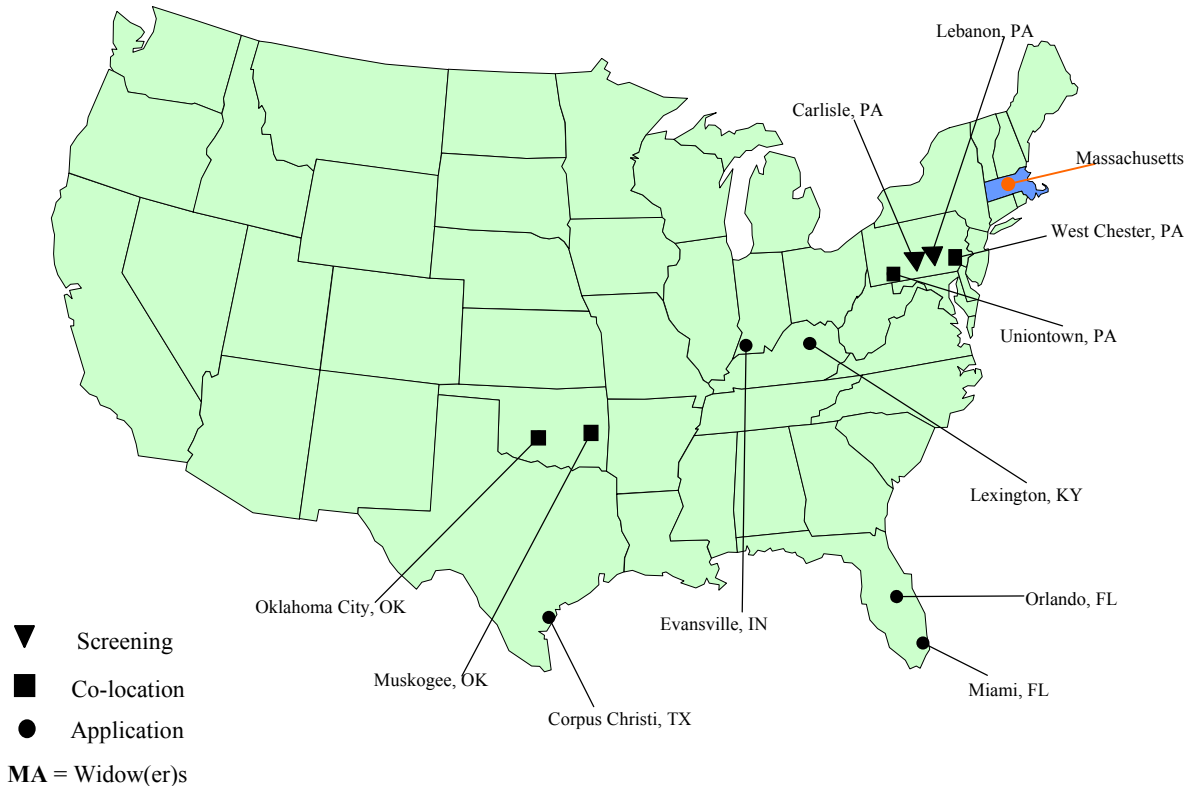 Lebanon, PA
Carlisle, PA
Massachusetts
West Chester, PA
Uniontown, PA
Lexington, KY
Oklahoma City, OK
Evansville, IN
Orlando, FL
Muskogee, OK
Miami, FL
Corpus Christi, TX
Screening
Co-location
Application
MA = Widow(er)s